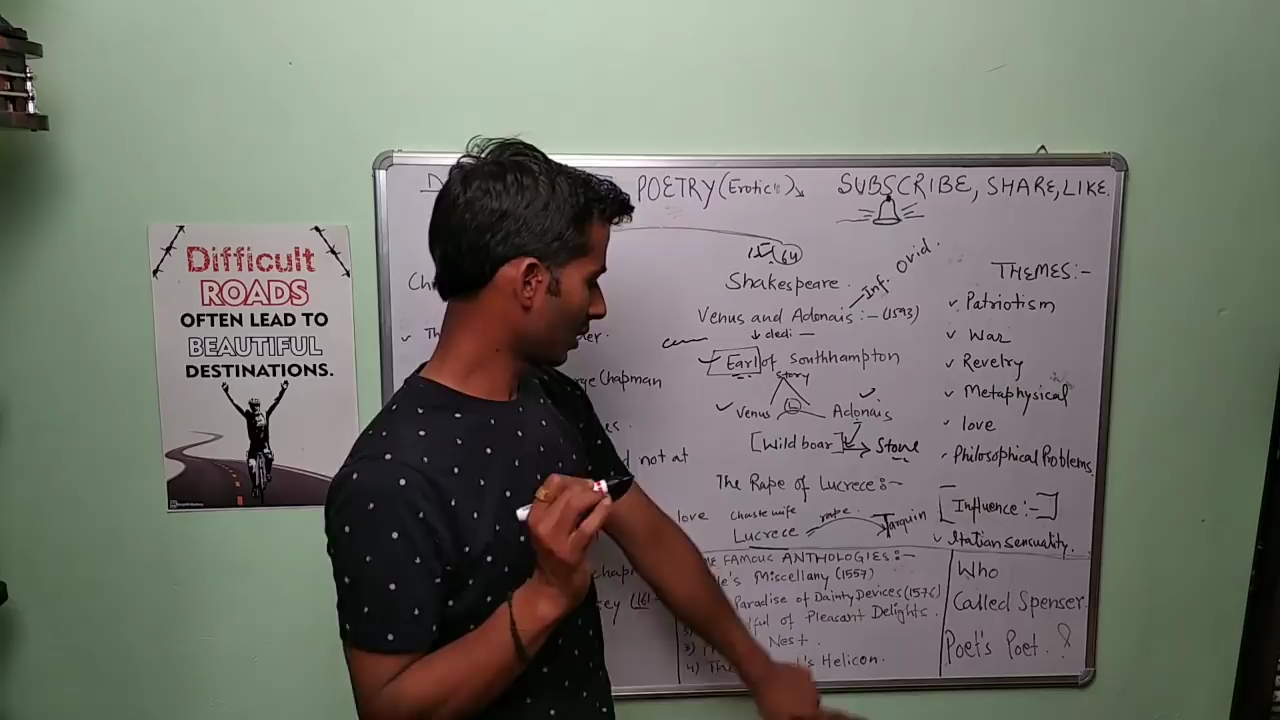 Difficult
ROADS
OFTEN LEAD TO
BEAUTIFUL
DESTINATIONS.
POETRY (Erotic's)
SUBSCRIBE, SHARE, LIKE.
64
Shakespeare.
Inf. Ovid.
Venus and Adonais :- (1593)
↓ dedi :-
Earl of Southhampton
Story
Venus Adonais
[Wild boar] → Stone
The Rape of Lucrece :-
Chaste wife rape. Tarquin
Lucrece
Chapman
not at
love
THEMES :-
Patriotism
War
Revelry
Metaphysical
love
Philosophical Problems
[Influence :-]
Italian sensuality.
FAMOUS ANTHOLOGIES :-
Miscellany (1557)
Paradise of Dainty Devices (1576)
of Pleasant Delights.
3) Nest.
4) Helicon.
Who
Called Spenser
Poet's Poet. ?